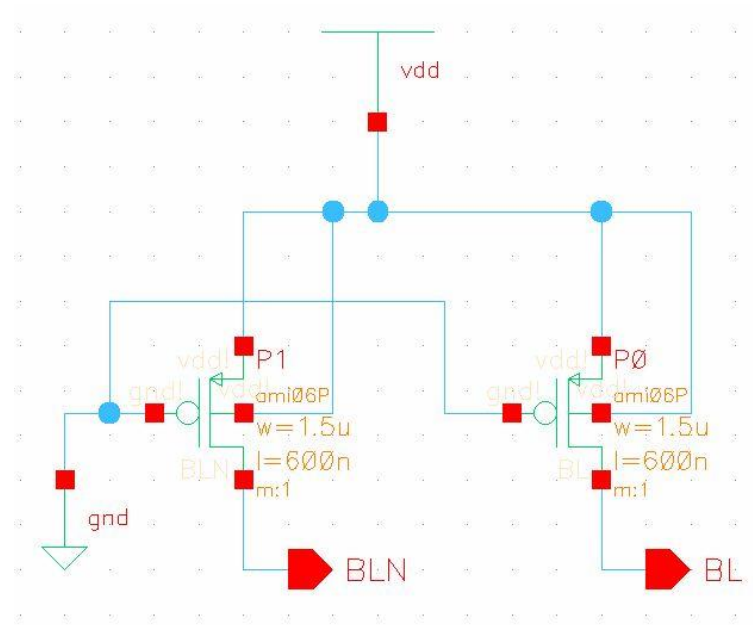 vdd
vdd!
P1
gnd!
vdd!
ami06P
w=1.5u
l=600n
BLN
m:1
gnd
BLN
vdd!
PØ
gnd!
vdd!
ami06P
w=1.5u
l=600n
BL
m:1
BL